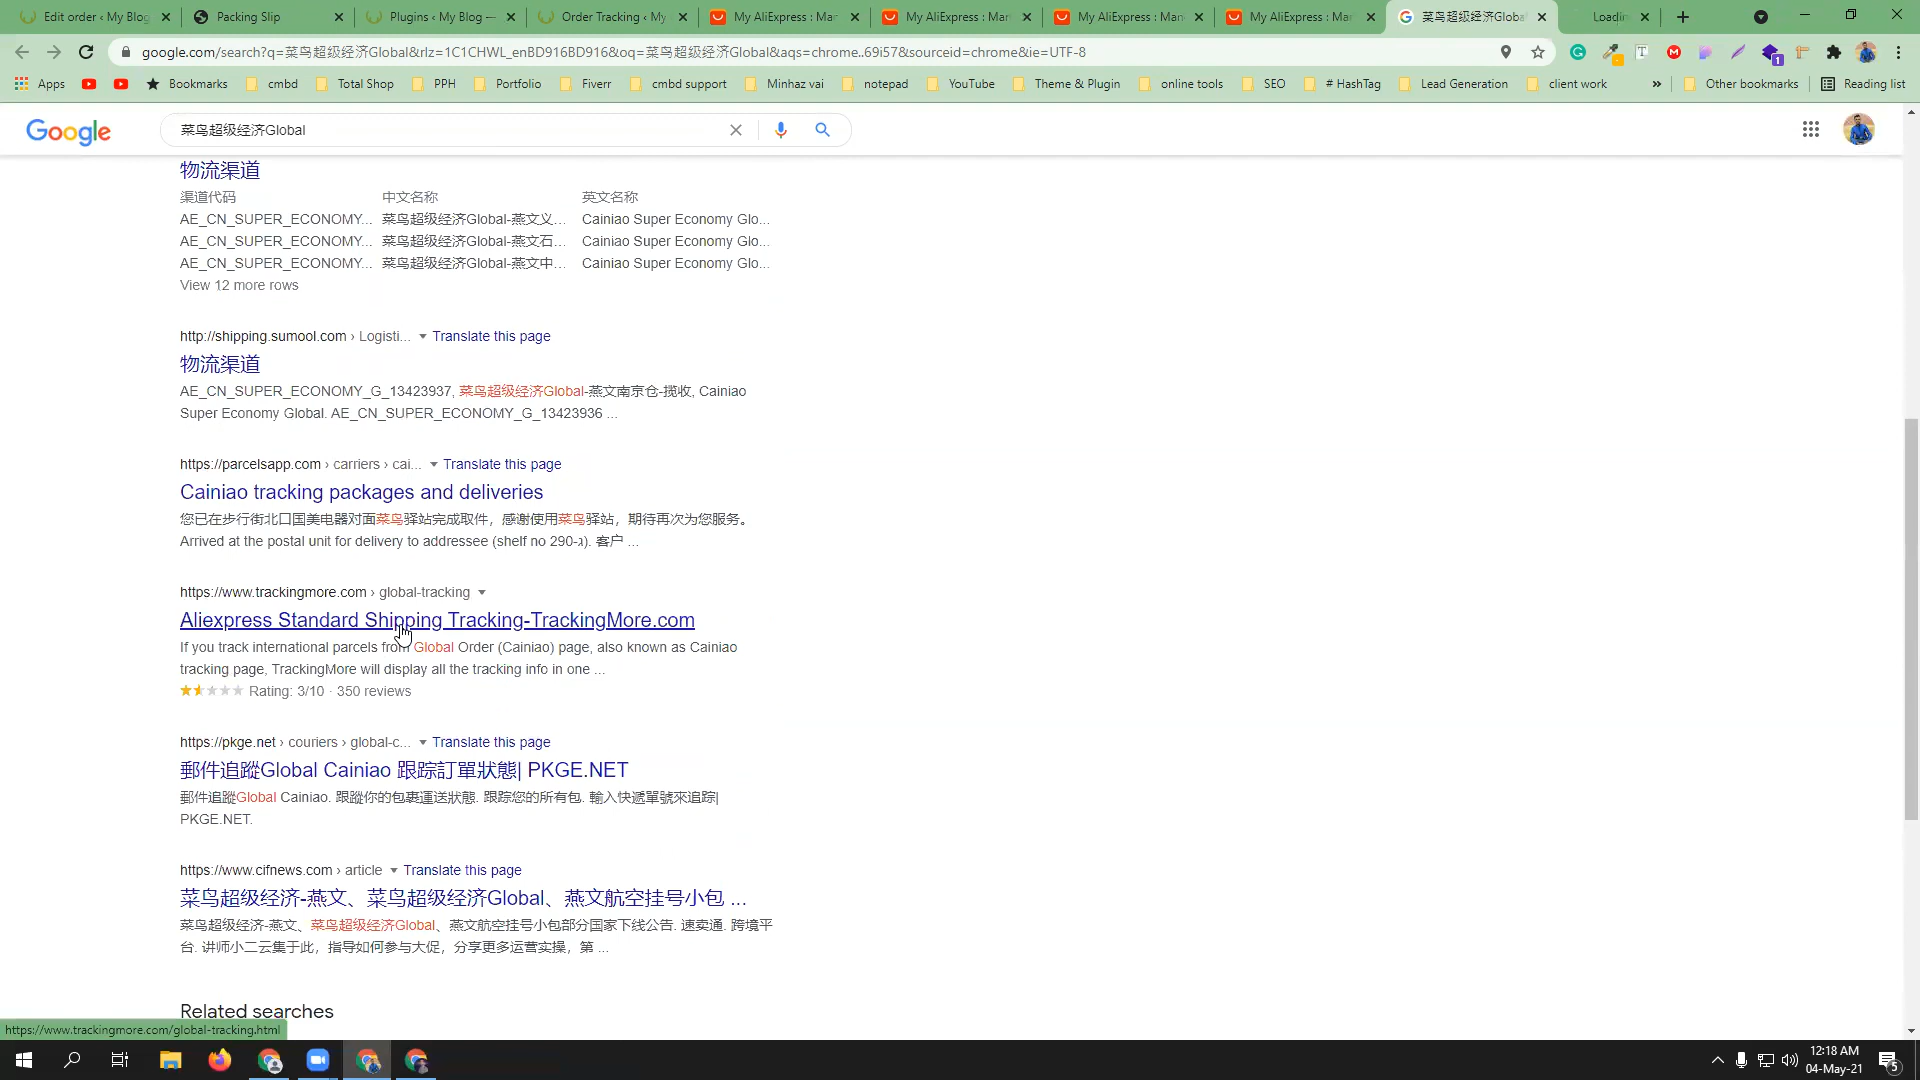 Edit order ‹ My Blog
Packing Slip
Plugins ‹ My Blog —
Order Tracking ‹ My
My AliExpress : Man
My AliExpress : Man
My AliExpress : Man
My AliExpress : Man
菜鸟超级经济Global
Loading
google.com/search?q=菜鸟超级经济Global&rlz=1C1CHWL_enBD916BD916&oq=菜鸟超级经济Global&aqs=chrome..69i57&sourceid=chrome&ie=UTF-8
Apps
Bookmarks
cmbd
Total Shop
PPH
Portfolio
Fiverr
cmbd support
Minhaz vai
notepad
YouTube
Theme & Plugin
online tools
SEO
# HashTag
Lead Generation
client work
»
Other bookmarks
Reading list
Google
菜鸟超级经济Global
物流渠道
渠道代码 中文名称 英文名称
AE_CN_SUPER_ECONOMY... 菜鸟超级经济Global-燕文义... Cainiao Super Economy Glo...
AE_CN_SUPER_ECONOMY... 菜鸟超级经济Global-燕文石... Cainiao Super Economy Glo...
AE_CN_SUPER_ECONOMY... 菜鸟超级经济Global-燕文中... Cainiao Super Economy Glo...
View 12 more rows
http://shipping.sumool.com › Logisti... Translate this page
物流渠道
AE_CN_SUPER_ECONOMY_G_13423937, 菜鸟超级经济Global-燕文南京仓-揽收, Cainiao
Super Economy Global. AE_CN_SUPER_ECONOMY_G_13423936 ...
https://parcelsapp.com › carriers › cai... Translate this page
Cainiao tracking packages and deliveries
您已在步行街北口国美电器对面菜鸟驿站完成取件，感谢使用菜鸟驿站，期待再次为您服务。
Arrived at the postal unit for delivery to addressee (shelf no 290-ג). 客户 ...
https://www.trackingmore.com › global-tracking
Aliexpress Standard Shipping Tracking-TrackingMore.com
If you track international parcels from Global Order (Cainiao) page, also known as Cainiao
tracking page, TrackingMore will display all the tracking info in one ...
Rating: 3/10 · 350 reviews
https://pkge.net › couriers › global-c... Translate this page
郵件追蹤Global Cainiao 跟踪訂單狀態| PKGE.NET
郵件追蹤Global Cainiao. 跟蹤你的包裹運送狀態. 跟踪您的所有包. 輸入快遞單號來追踪|
PKGE.NET.
https://www.cifnews.com › article Translate this page
菜鸟超级经济-燕文、菜鸟超级经济Global、燕文航空挂号小包 ...
菜鸟超级经济-燕文、菜鸟超级经济Global、燕文航空挂号小包部分国家下线公告. 速卖通. 跨境平
台. 讲师小二云集于此，指导如何参与大促，分享更多运营实操，第 ...
Related searches
https://www.trackingmore.com/global-tracking.html
12:18 AM
04-May-21
5